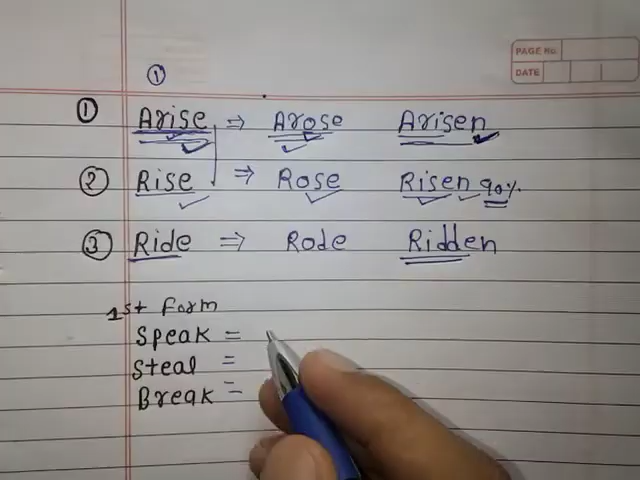 PAGE No.
DATE
①
① Arise ⇒ Arose Arisen
② Rise ⇒ Rose Risen 90%.
③ Ride ⇒ Rode Ridden
1st Form
Speak =
Steal =
Break =